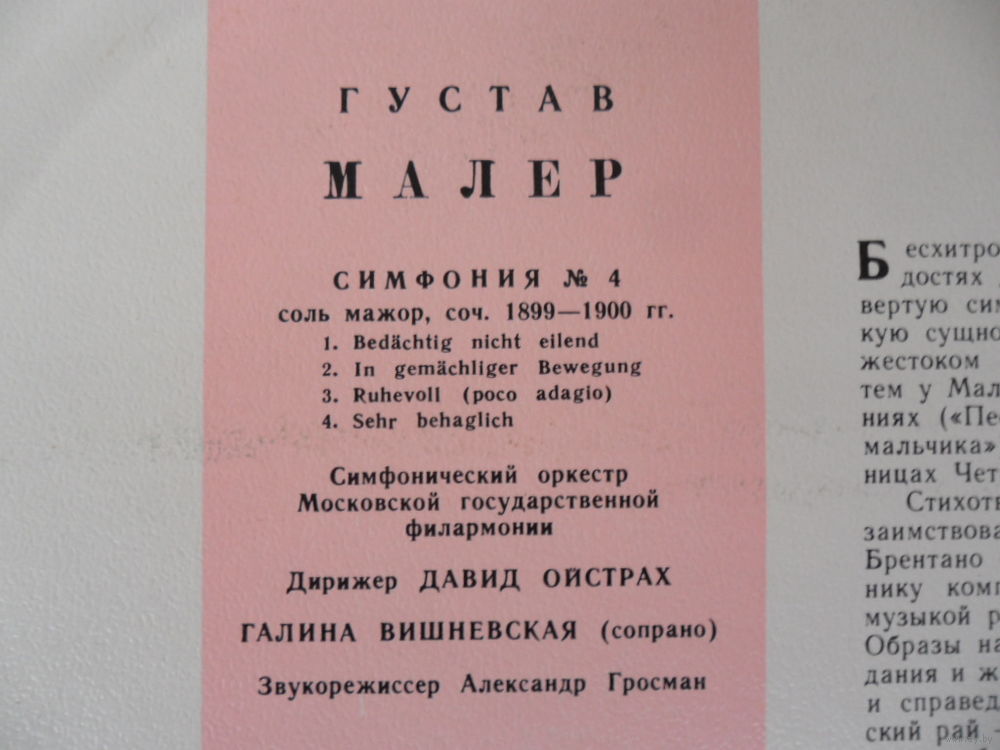 ГУСТАВ
МАЛЕР
СИМФОНИЯ № 4
соль мажор, соч. 1899—1900 гг.
1. Bedächtig nicht eilend
2. In gemächliger Bewegung
3. Ruhevoll (poco adagio)
4. Sehr behaglich
Симфонический оркестр
Московской государственной
филармонии
Дирижер ДАВИД ОЙСТРАХ
ГАЛИНА ВИШНЕВСКАЯ (сопрано)
Звукорежиссер Александр Гросман
Бесхитро
достях
вертую сим
кую сущно
жестоком
тем у Мал
ниях («Пе
мальчика»
ницах Чет
Стихот
заимствова
Брентано
нику комп
музыкой р
Образы на
дания и ж
и справед
ский рай